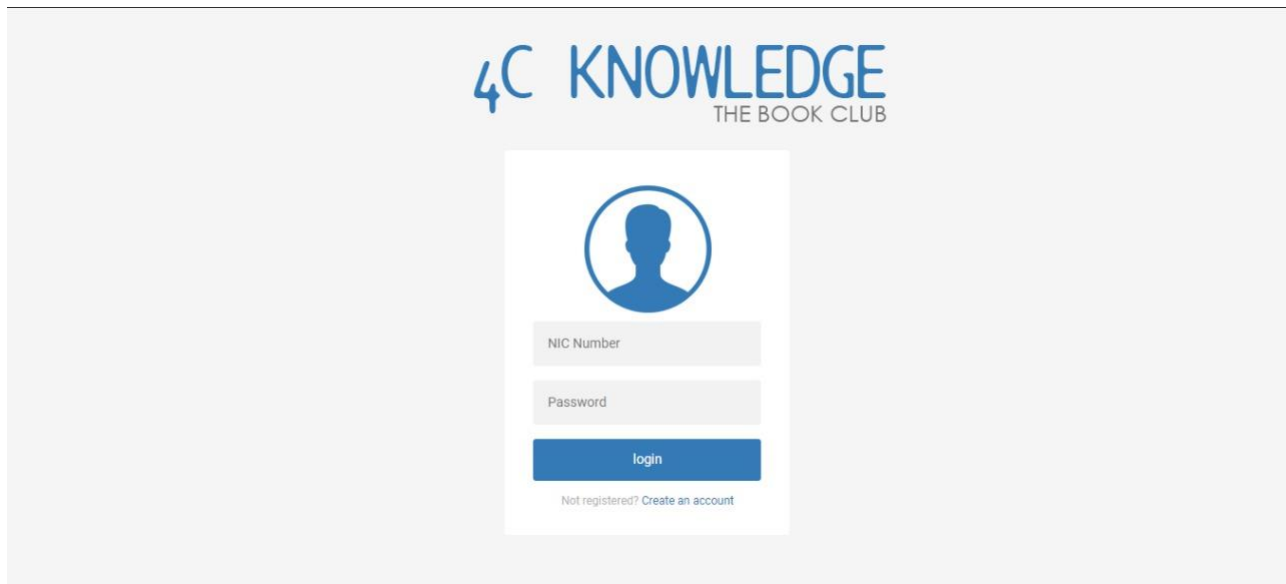 4C KNOWLEDGE
THE BOOK CLUB
NIC Number
Password
login
Not registered? Create an account